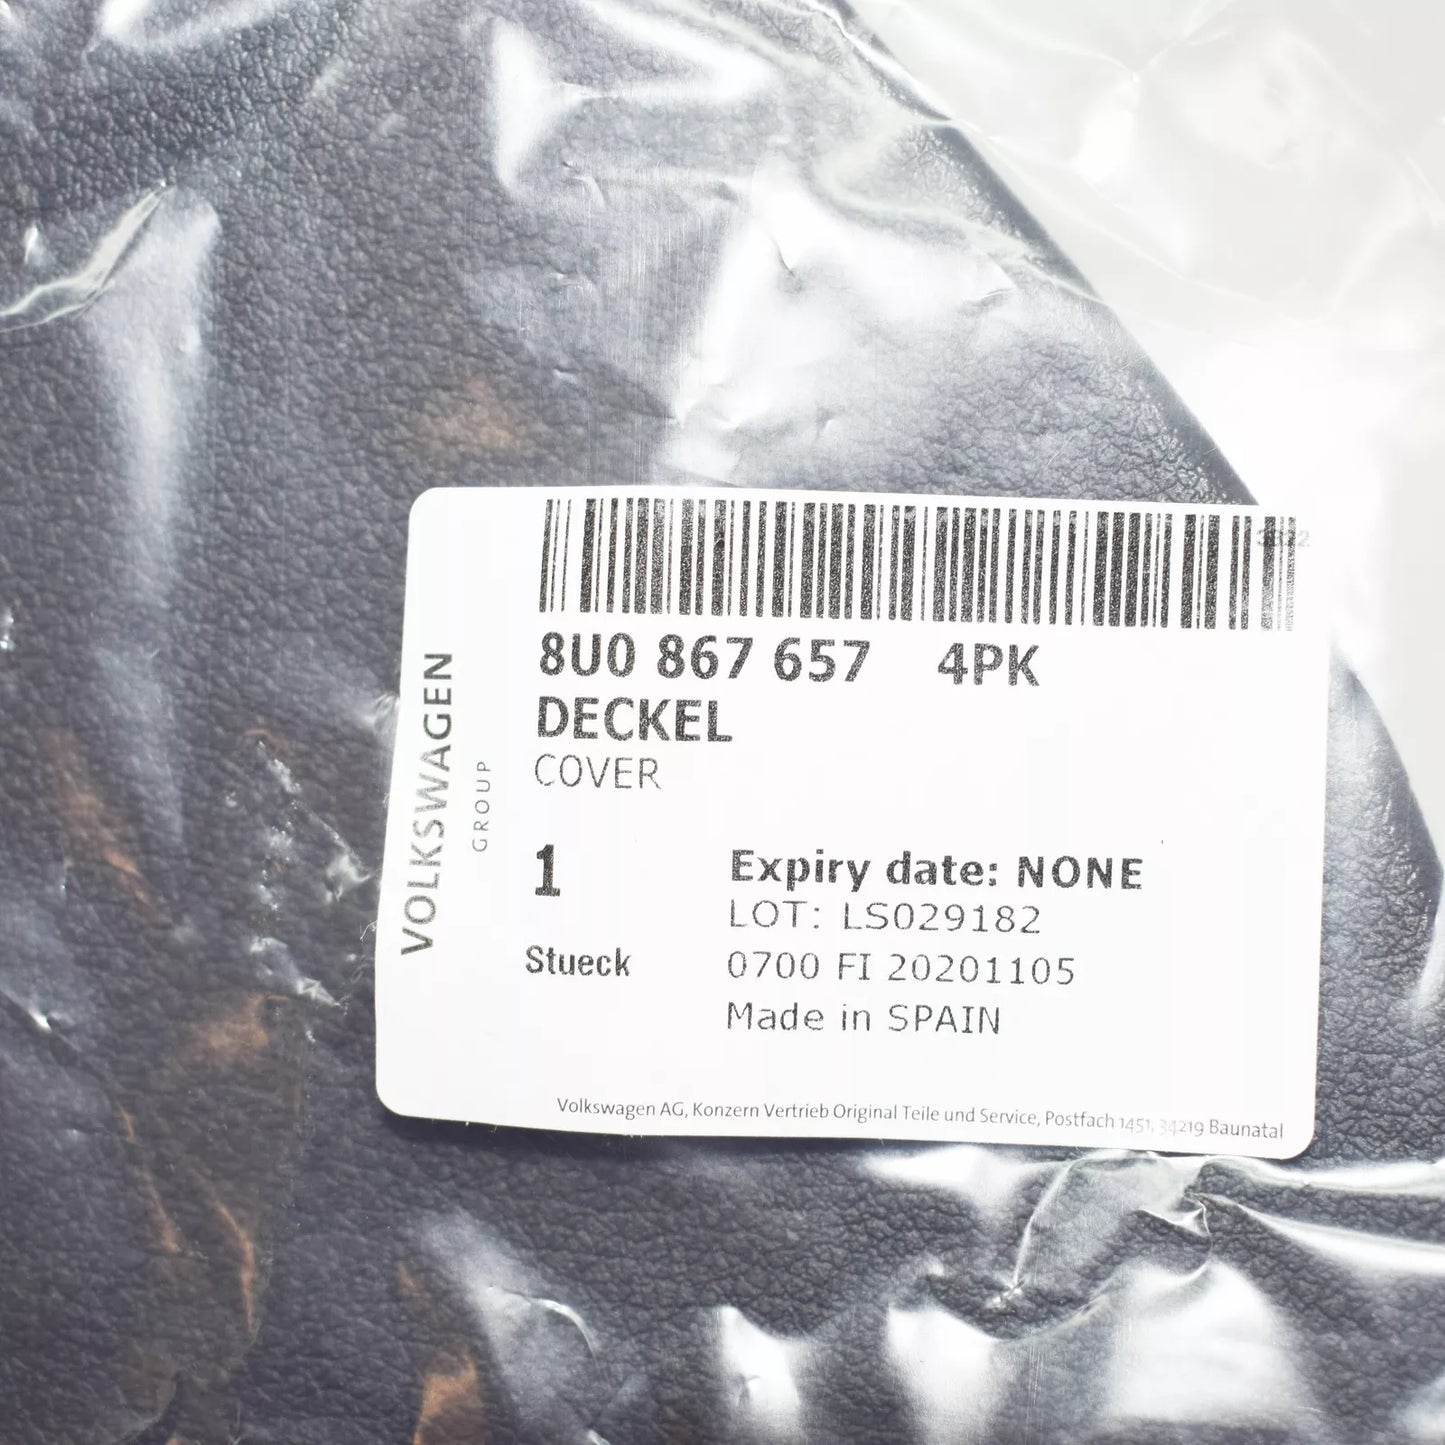 8U0 867 657 4PK
DECKEL
COVER
1
Stueck
Expiry date: NONE
LOT: LS029182
0700 FI 20201105
Made in SPAIN
VOLKSWAGEN
GROUP
Volkswagen AG, Konzern Vertrieb Original Teile und Service, Postfach 1451, 34219 Baunatal